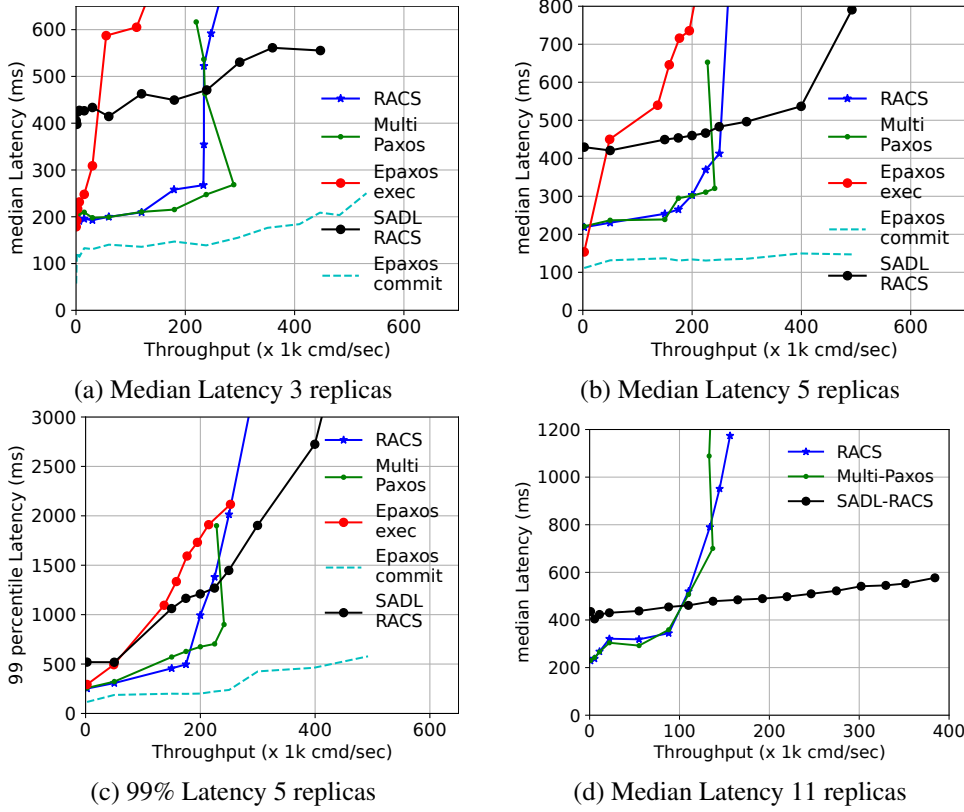 600
500
400
300
200
100
0
median Latency (ms)
RACS
Multi
Paxos
Epaxos
exec
SADL
RACS
Epaxos
commit
0 200 400 600
Throughput (x 1k cmd/sec)
(a) Median Latency 3 replicas
800
700
600
500
400
300
200
100
0
median Latency (ms)
RACS
Multi
Paxos
Epaxos
exec
Epaxos
commit
SADL
RACS
0 200 400 600
Throughput (x 1k cmd/sec)
(b) Median Latency 5 replicas
3000
2500
2000
1500
1000
500
0
99 percentile Latency (ms)
RACS
Multi
Paxos
Epaxos
exec
Epaxos
commit
SADL
RACS
0 200 400 600
Throughput (x 1k cmd/sec)
(c) 99% Latency 5 replicas
1200
1000
800
600
400
200
0
median Latency (ms)
RACS
Multi-Paxos
SADL-RACS
0 100 200 300 400
Throughput (x 1k cmd/sec)
(d) Median Latency 11 replicas